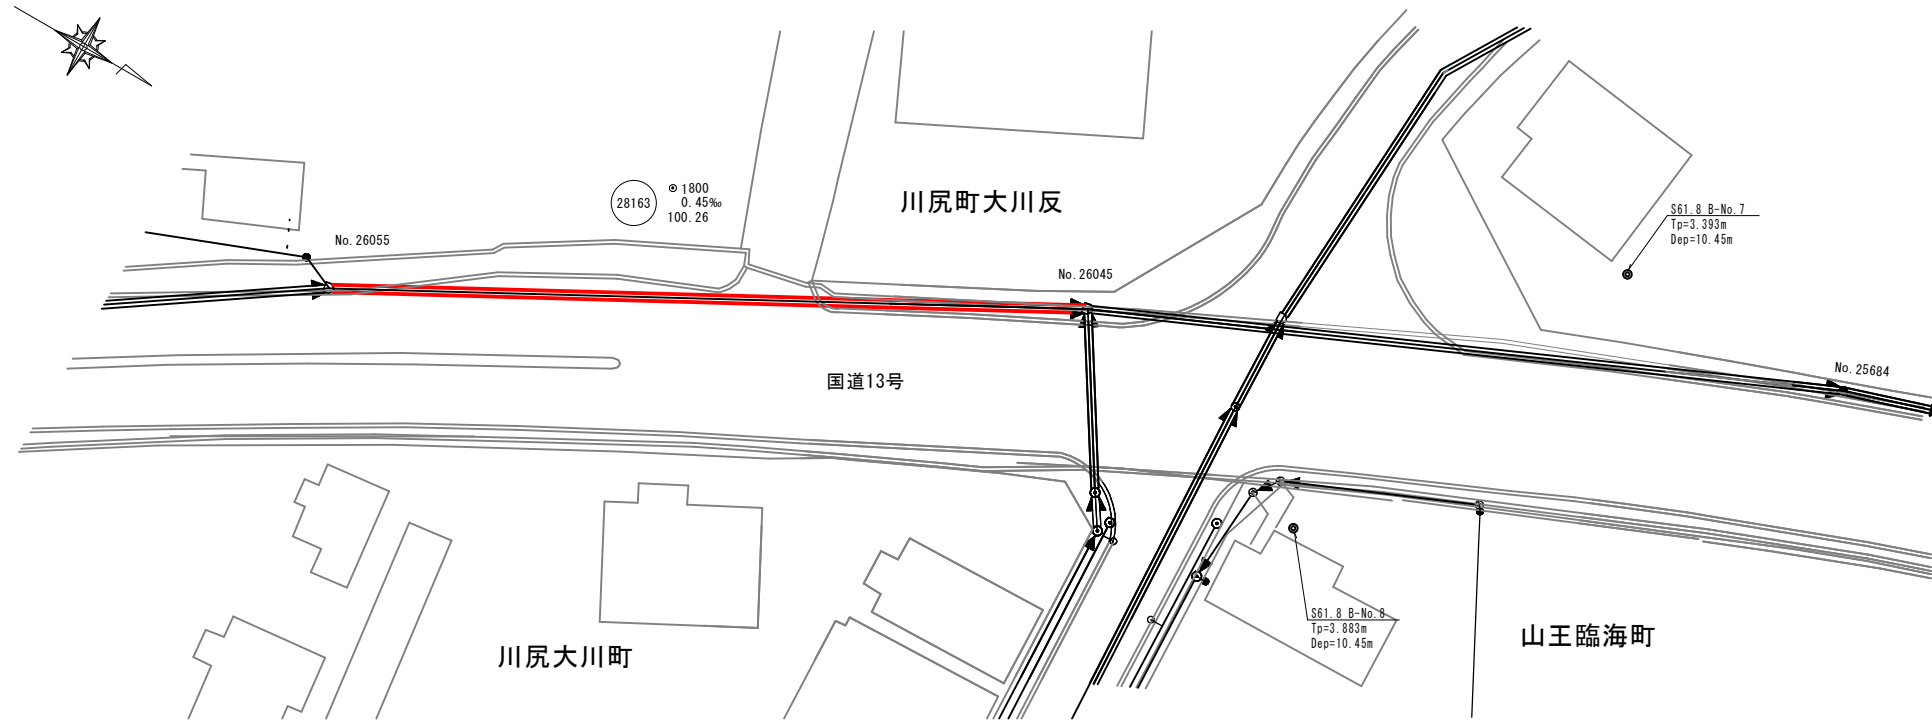 28163
1800
0.45‰
100.26
川尻町大川反
S61.8 B-No.7
Tp=3.393m
Dep=10.45m
No.26055
No.26045
国道13号
No.25684
川尻大川町
S61.8 B-No.8
Tp=3.883m
Dep=10.45m
山王臨海町